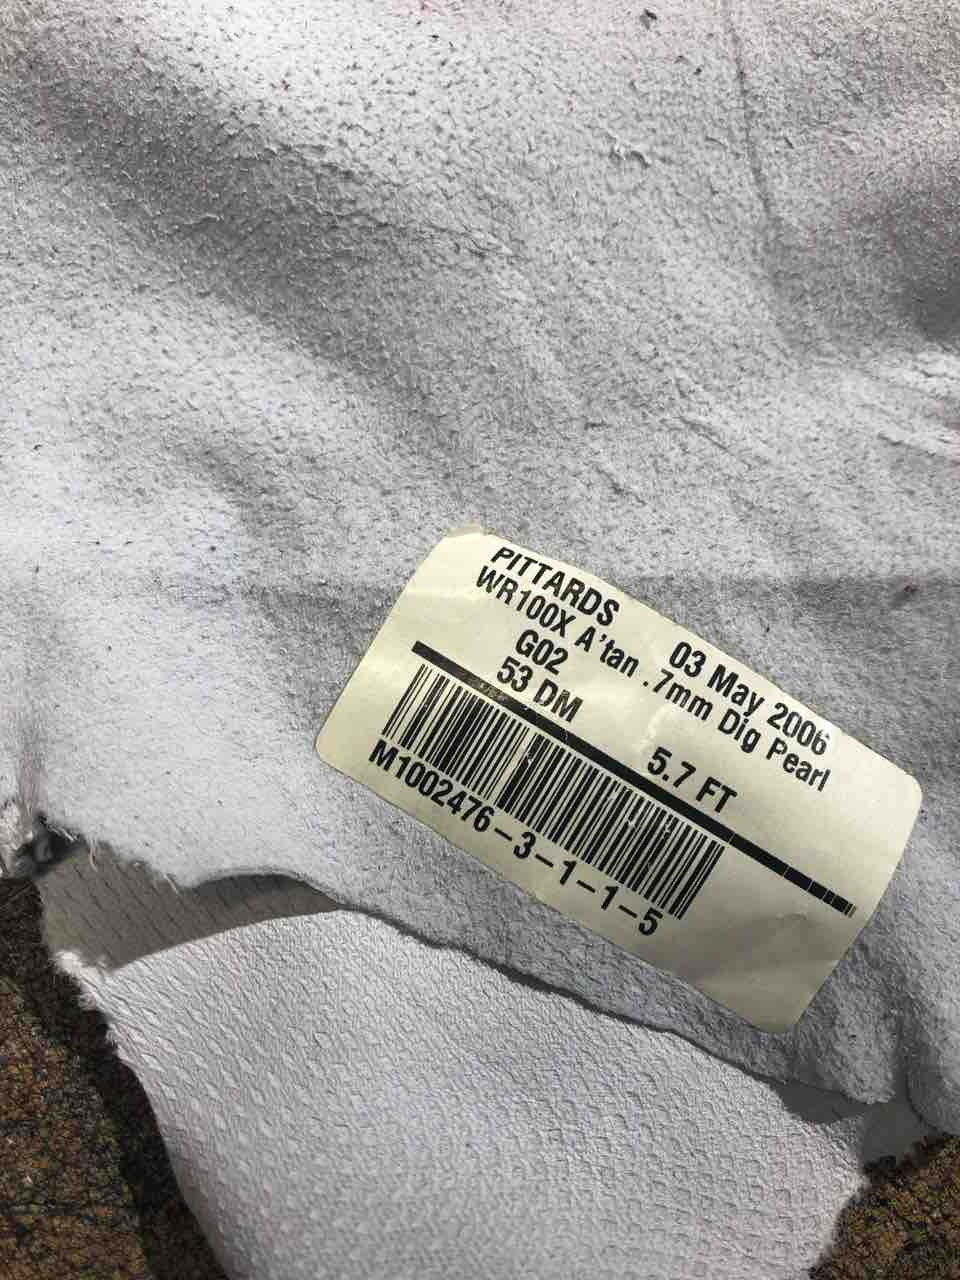 PITTARDS 03 May 2006
WR100X A'tan .7mm Dig Pearl
G02
53 DM 5.7 FT
M1002476-3-1-1-5